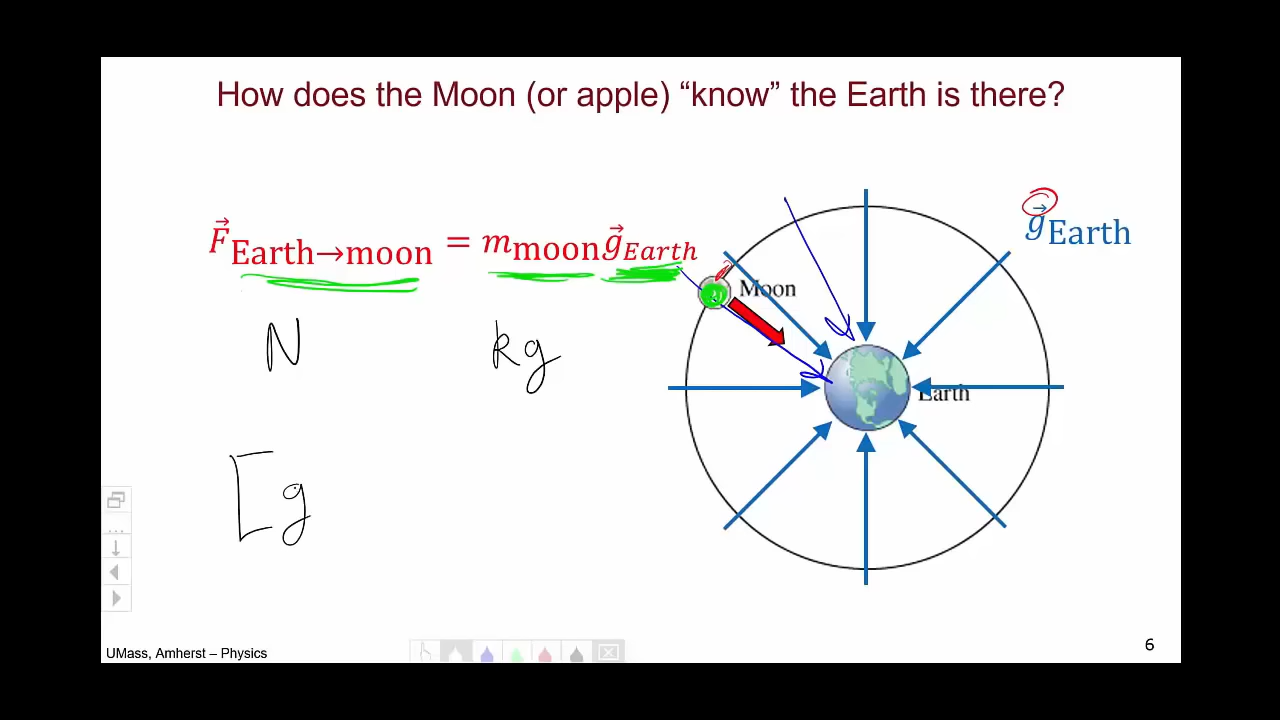 How does the Moon (or apple) “know” the Earth is there?
F⃗ Earth→moon = m moon g⃗ Earth
g⃗ Earth
Moon
Earth
N kg
[g
UMass, Amherst – Physics
6